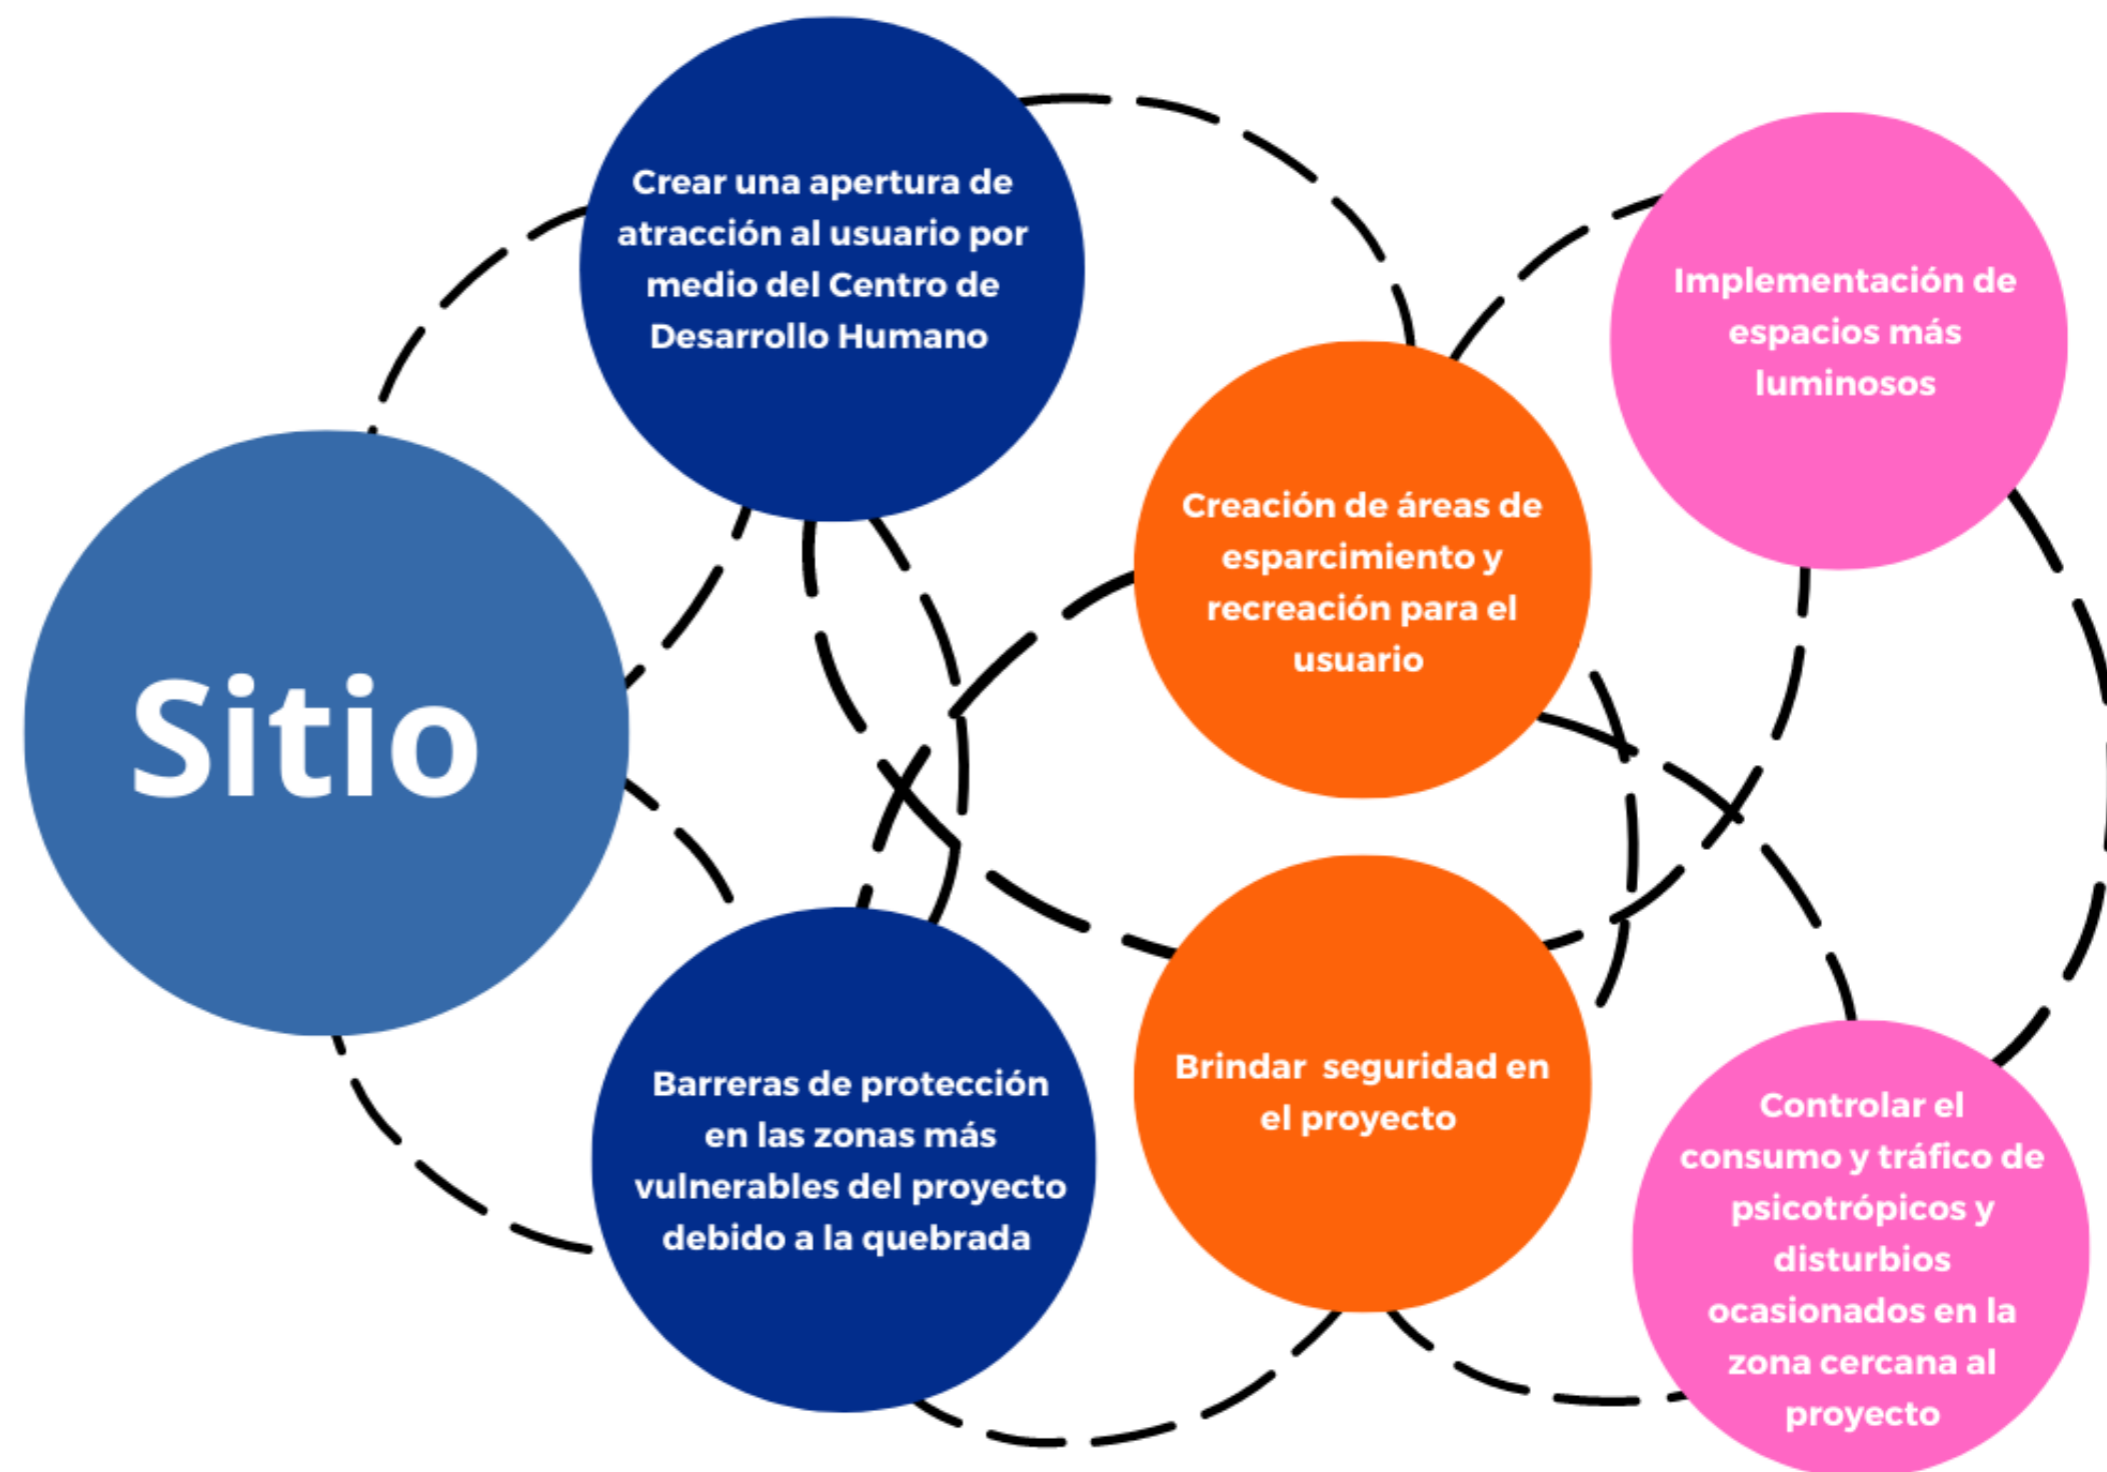 Sitio
Crear una apertura de
atracción al usuario por
medio del Centro de
Desarrollo Humano
Barreras de protección
en las zonas más
vulnerables del proyecto
debido a la quebrada
Creación de áreas de
esparcimiento y
recreación para el
usuario
Brindar  seguridad en
el proyecto
Implementación de
espacios más
luminosos
Controlar el
consumo y tráfico de
psicotrópicos y
disturbios
ocasionados en la
zona cercana al
proyecto